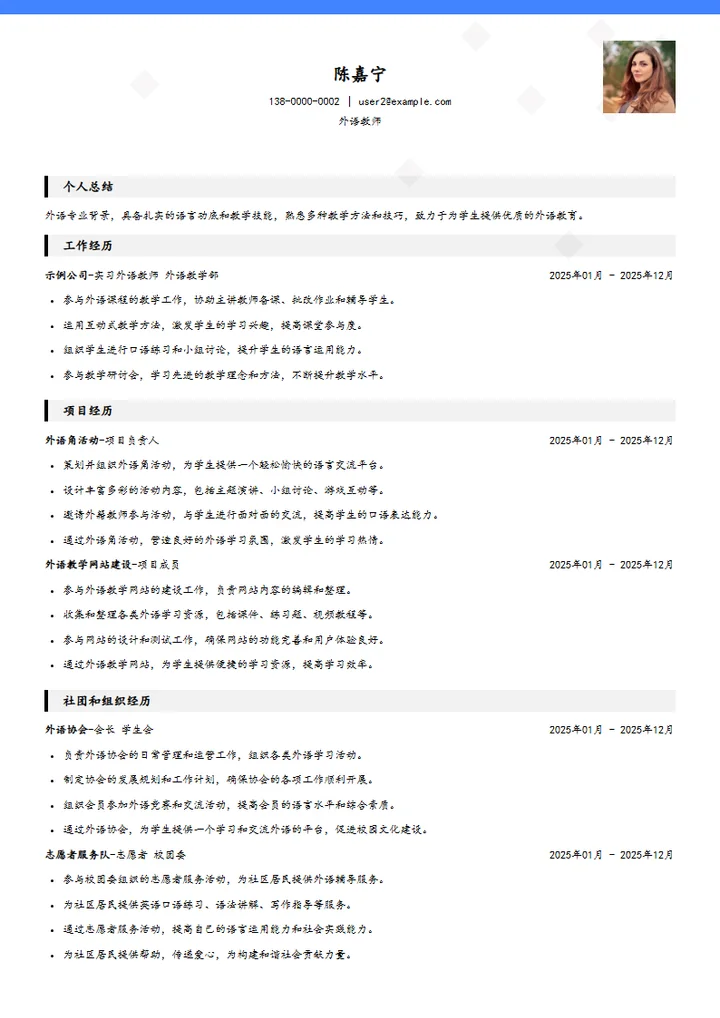 陈嘉宁
138-0000-0002 | user2@example.com
外语教师
个人总结
外语专业背景，具备扎实的语言功底和教学技能，熟悉多种教学方法和技巧，致力于为学生提供优质的外语教育。
工作经历
示例公司-实习外语教师 外语教学部 2025年01月 - 2025年12月
• 参与外语课程的教学工作，协助主讲教师备课、批改作业和辅导学生。
• 运用互动式教学方法，激发学生的学习兴趣，提高课堂参与度。
• 组织学生进行口语练习和小组讨论，提升学生的语言运用能力。
• 参与教学研讨会，学习先进的教学理念和方法，不断提升教学水平。
项目经历
外语角活动-项目负责人 2025年01月 - 2025年12月
• 策划并组织外语角活动，为学生提供一个轻松愉快的语言交流平台。
• 设计丰富多彩的活动内容，包括主题演讲、小组讨论、游戏互动等。
• 邀请外籍教师参与活动，与学生进行面对面的交流，提高学生的口语表达能力。
• 通过外语角活动，营造良好的外语学习氛围，激发学生的学习热情。
外语教学网站建设-项目成员 2025年01月 - 2025年12月
• 参与外语教学网站的建设工作，负责网站内容的编辑和整理。
• 收集和整理各类外语学习资源，包括课件、练习题、视频教程等。
• 参与网站的设计和测试工作，确保网站的功能完善和用户体验良好。
• 通过外语教学网站，为学生提供便捷的学习资源，提高学习效率。
社团和组织经历
外语协会-会长 学生会 2025年01月 - 2025年12月
• 负责外语协会的日常管理和运营工作，组织各类外语学习活动。
• 制定协会的发展规划和工作计划，确保协会的各项工作顺利开展。
• 组织会员参加外语竞赛和交流活动，提高会员的语言水平和综合素质。
• 通过外语协会，为学生提供一个学习和交流外语的平台，促进校园文化建设。
志愿者服务队-志愿者 校团委 2025年01月 - 2025年12月
• 参与校团委组织的志愿者服务活动，为社区居民提供外语辅导服务。
• 为社区居民提供英语口语练习、语法讲解、写作指导等服务。
• 通过志愿者服务活动，提高自己的语言运用能力和社会实践能力。
• 为社区居民提供帮助，传递爱心，为构建和谐社会贡献力量。